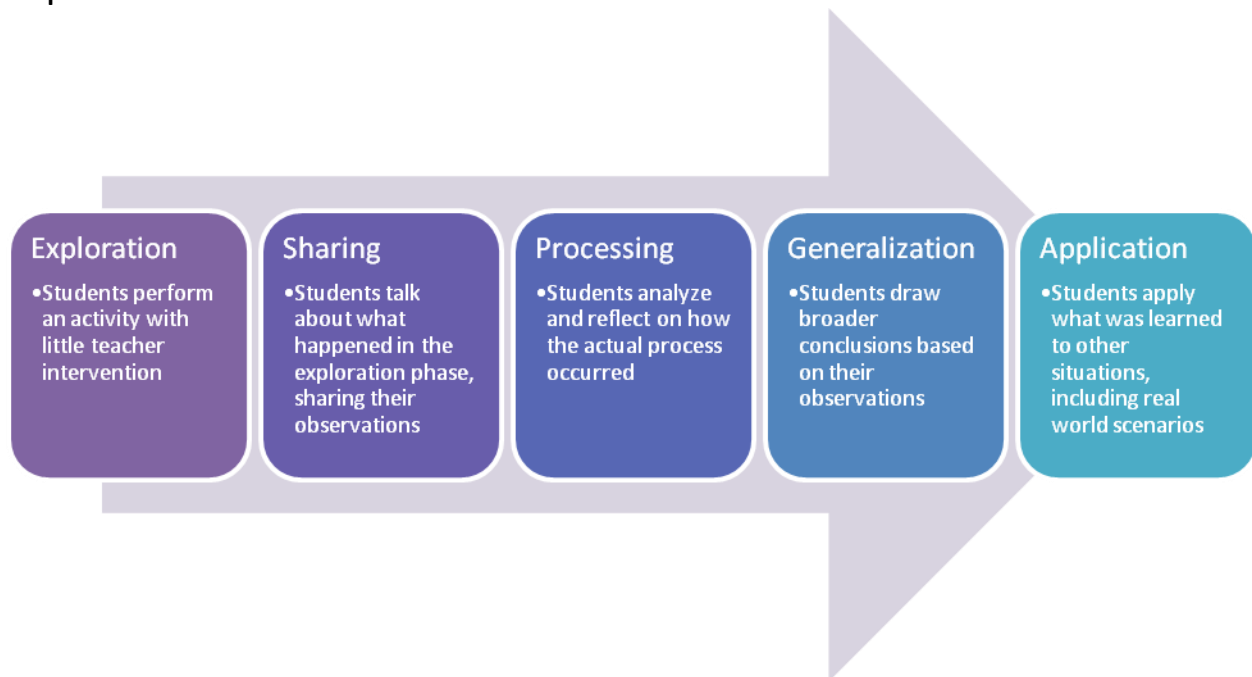 Exploration
•Students perform
an activity with
little teacher
intervention
Sharing
•Students talk
about what
happened in the
exploration phase,
sharing their
observations
Processing
•Students analyze
and reflect on how
the actual process
occurred
Generalization
•Students draw
broader
conclusions based
on their
observations
Application
•Students apply
what was learned
to other
situations,
including real
world scenarios